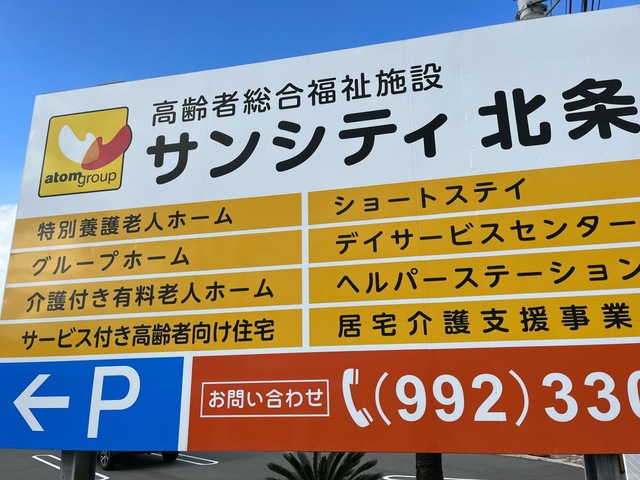 高齢者総合福祉施設
サンシティ 北条
atomgroup
特別養護老人ホーム
グループホーム
介護付き有料老人ホーム
サービス付き高齢者向け住宅
ショートステイ
デイサービスセンター
ヘルパーステーション
居宅介護支援事業
P
お問い合わせ
(992)330